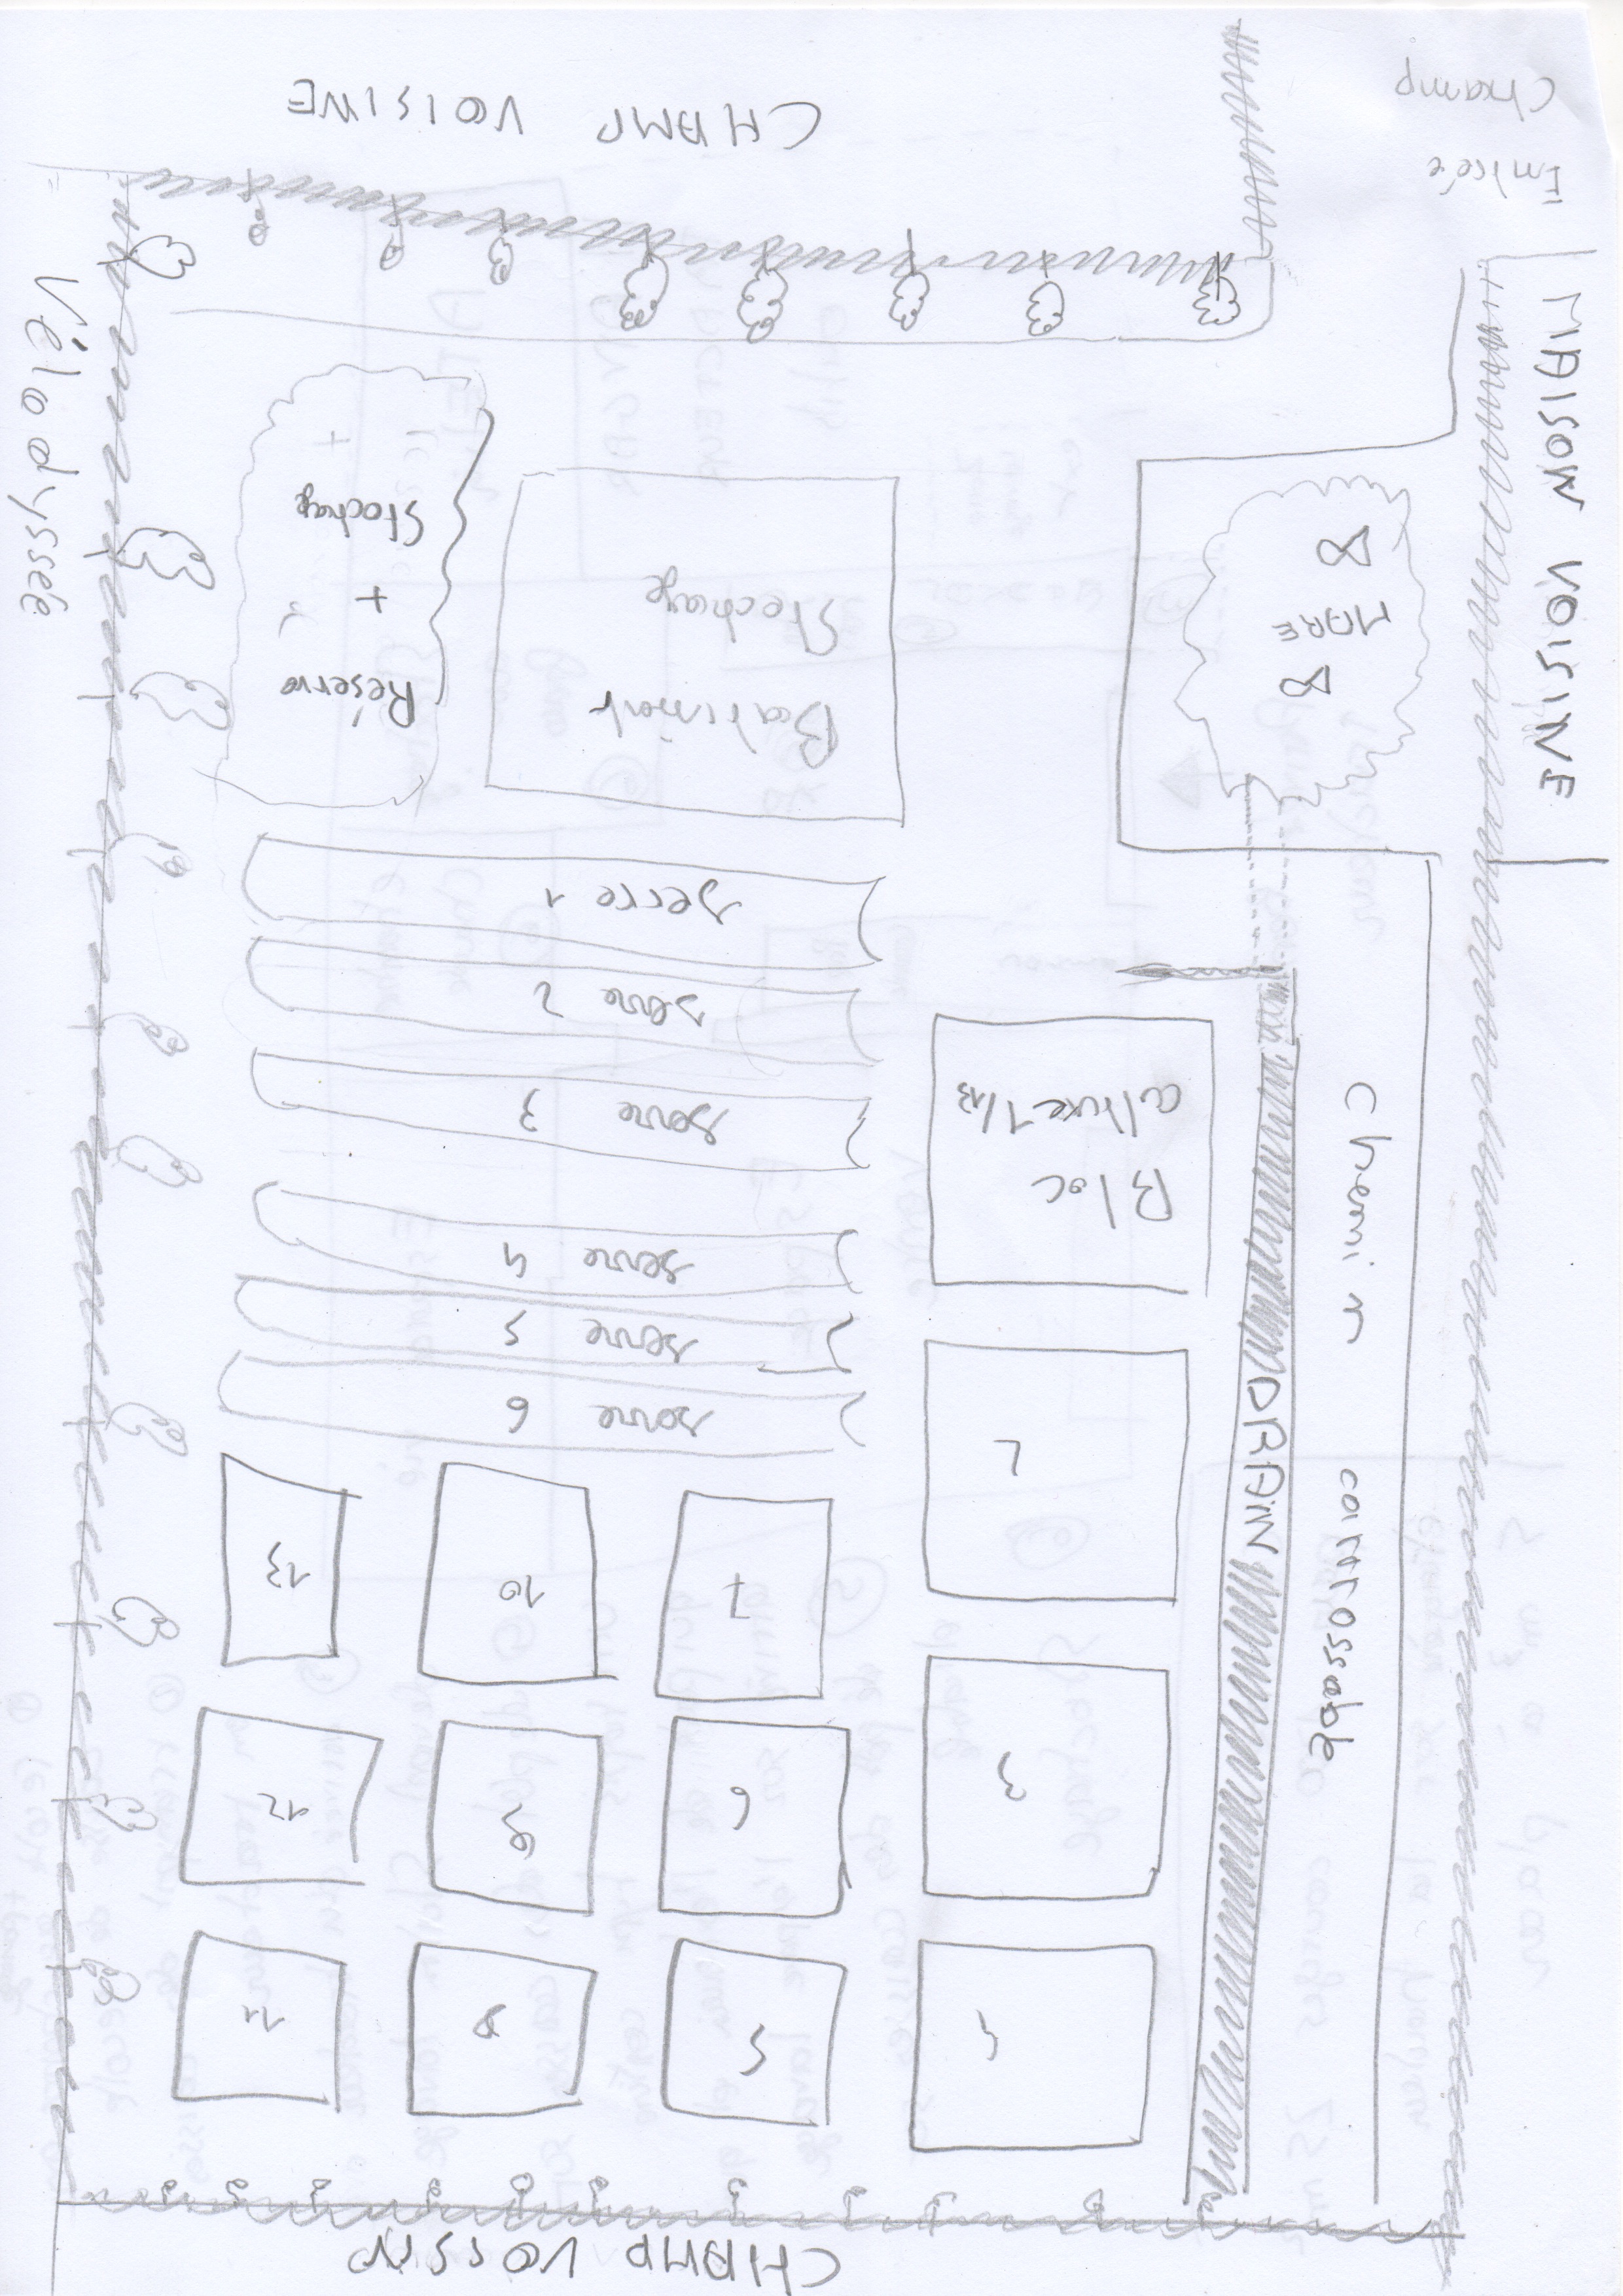 CHAMP VOISIN
4
5
8
11
3
6
9
12
2
7
10
13
Chemin carrossable
DRAIN
serre 6
serre 5
serre 4
Bloc
culture 1/13
serre 3
serre 2
serre 1
MAISON VOISINE
MARE
Batiment
Stockage
Réserve
+
Stockage
+
Vélodyssée
Entrée
Champ
CHAMP VOISINE